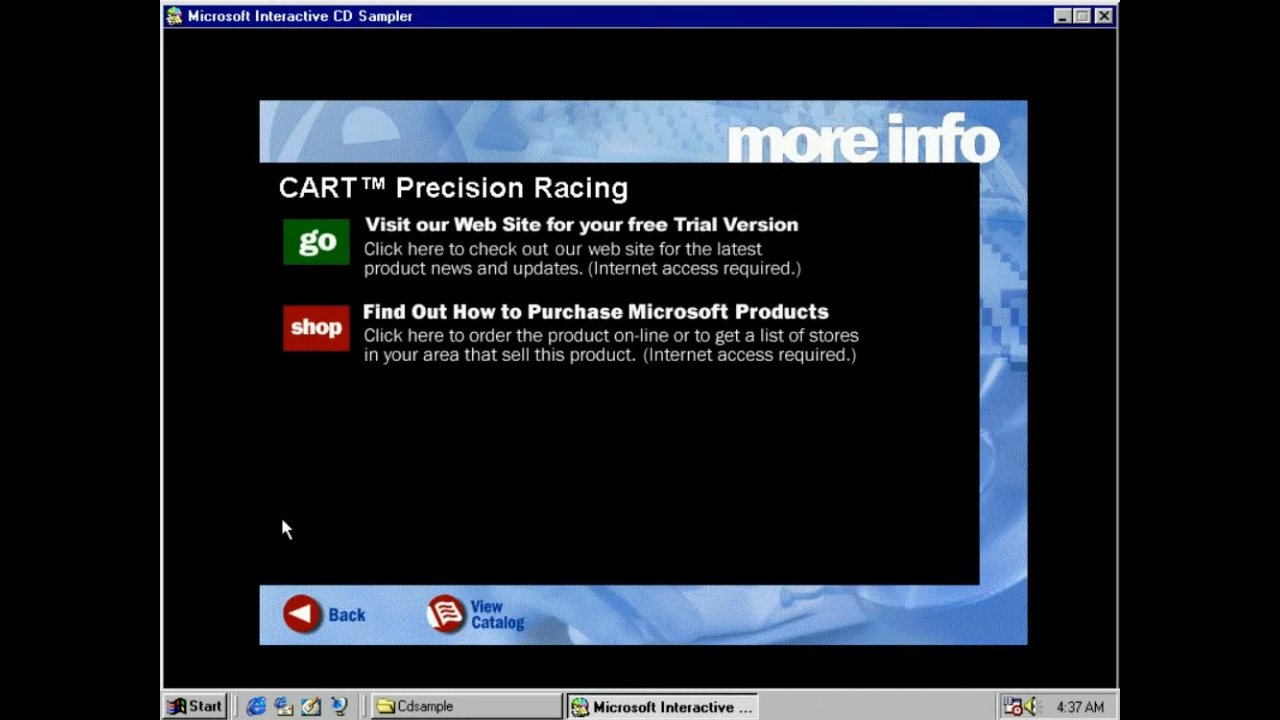 Microsoft Interactive CD Sampler
more info
CART™ Precision Racing
go
Visit our Web Site for your free Trial Version
Click here to check out our web site for the latest
product news and updates. (Internet access required.)
shop
Find Out How to Purchase Microsoft Products
Click here to order the product on-line or to get a list of stores
in your area that sell this product. (Internet access required.)
Back
View
Catalog
Start
Cdsample
Microsoft Interactive ...
4:37 AM